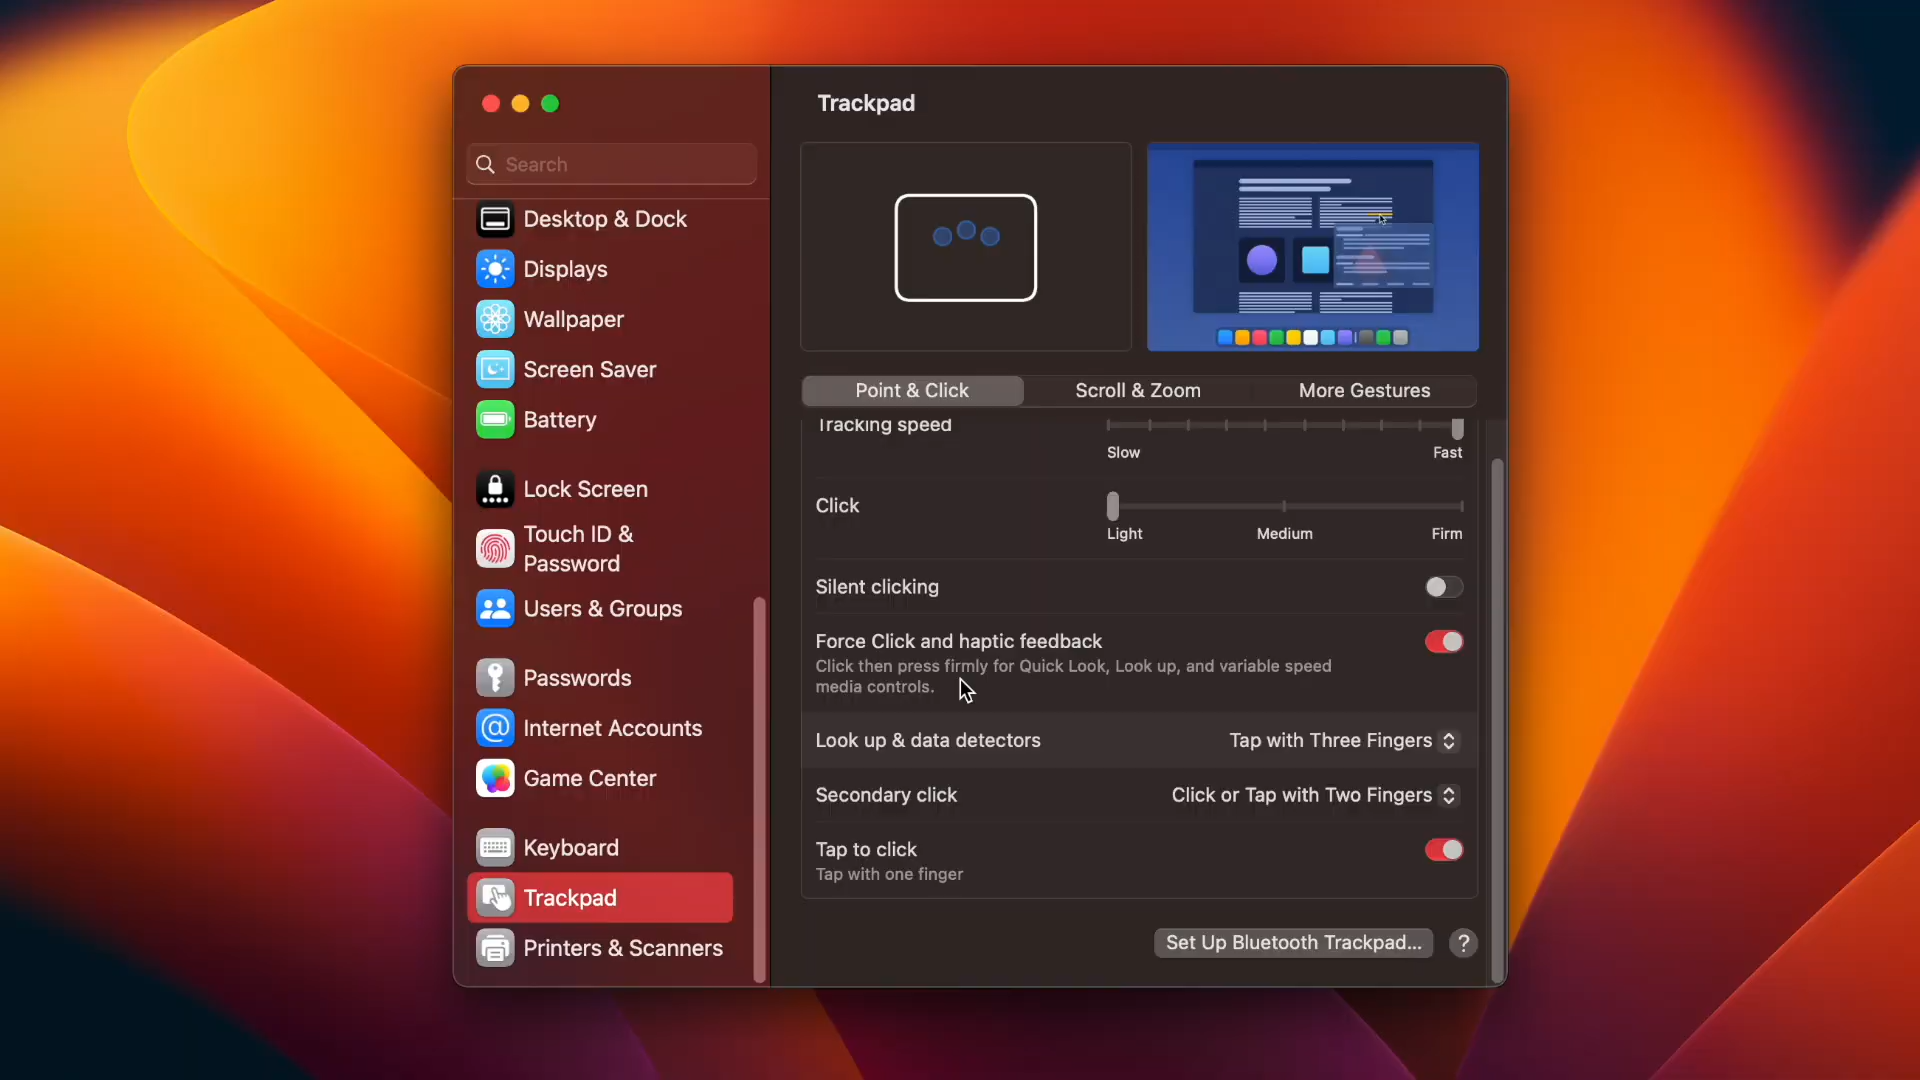 Trackpad
Search
Desktop & Dock
Displays
Wallpaper
Screen Saver
Battery
Lock Screen
Touch ID &
Password
Users & Groups
Passwords
Internet Accounts
Game Center
Keyboard
Trackpad
Printers & Scanners
Point & Click
Scroll & Zoom
More Gestures
Tracking speed
Slow
Fast
Click
Light
Medium
Firm
Silent clicking
Force Click and haptic feedback
Click then press firmly for Quick Look, Look up, and variable speed
media controls.
Look up & data detectors
Tap with Three Fingers
Secondary click
Click or Tap with Two Fingers
Tap to click
Tap with one finger
Set Up Bluetooth Trackpad...
?